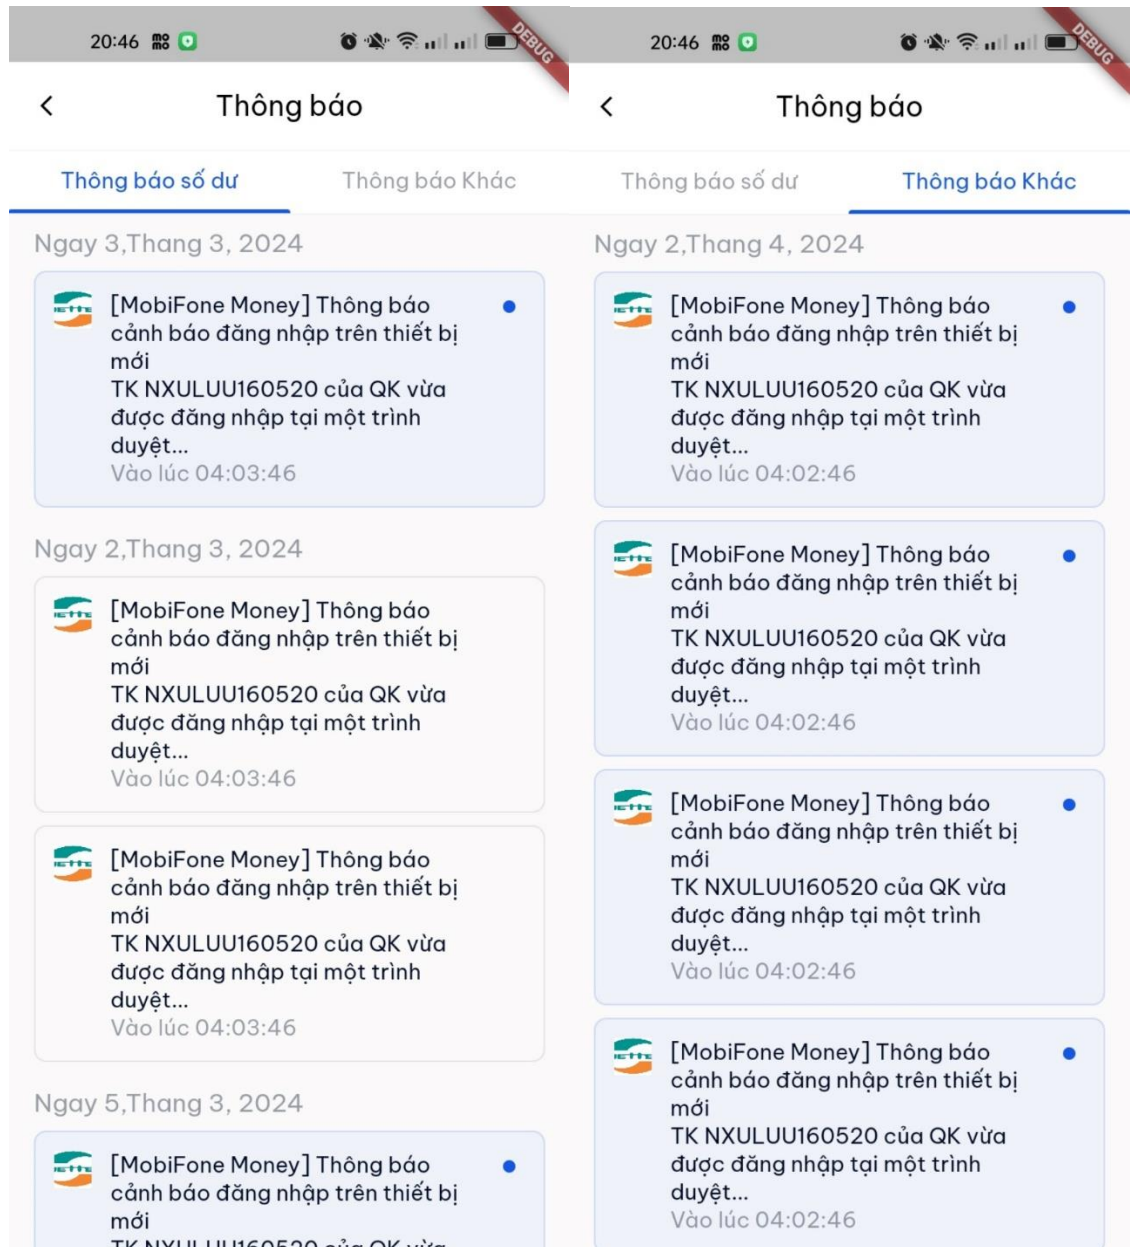 20:46
DEBUG
Thông báo
Thông báo số dư
Thông báo Khác
Ngay 3,Thang 3, 2024
[MobiFone Money] Thông báo
cảnh báo đăng nhập trên thiết bị
mới
TK NXULUU160520 của QK vừa
được đăng nhập tại một trình
duyệt...
Vào lúc 04:03:46
Ngay 2,Thang 3, 2024
[MobiFone Money] Thông báo
cảnh báo đăng nhập trên thiết bị
mới
TK NXULUU160520 của QK vừa
được đăng nhập tại một trình
duyệt...
Vào lúc 04:03:46
[MobiFone Money] Thông báo
cảnh báo đăng nhập trên thiết bị
mới
TK NXULUU160520 của QK vừa
được đăng nhập tại một trình
duyệt...
Vào lúc 04:03:46
Ngay 5,Thang 3, 2024
[MobiFone Money] Thông báo
cảnh báo đăng nhập trên thiết bị
mới
TK NXULUU160520 của QK vừa
20:46
DEBUG
Thông báo
Thông báo số dư
Thông báo Khác
Ngay 2,Thang 4, 2024
[MobiFone Money] Thông báo
cảnh báo đăng nhập trên thiết bị
mới
TK NXULUU160520 của QK vừa
được đăng nhập tại một trình
duyệt...
Vào lúc 04:02:46
[MobiFone Money] Thông báo
cảnh báo đăng nhập trên thiết bị
mới
TK NXULUU160520 của QK vừa
được đăng nhập tại một trình
duyệt...
Vào lúc 04:02:46
[MobiFone Money] Thông báo
cảnh báo đăng nhập trên thiết bị
mới
TK NXULUU160520 của QK vừa
được đăng nhập tại một trình
duyệt...
Vào lúc 04:02:46
[MobiFone Money] Thông báo
cảnh báo đăng nhập trên thiết bị
mới
TK NXULUU160520 của QK vừa
được đăng nhập tại một trình
duyệt...
Vào lúc 04:02:46